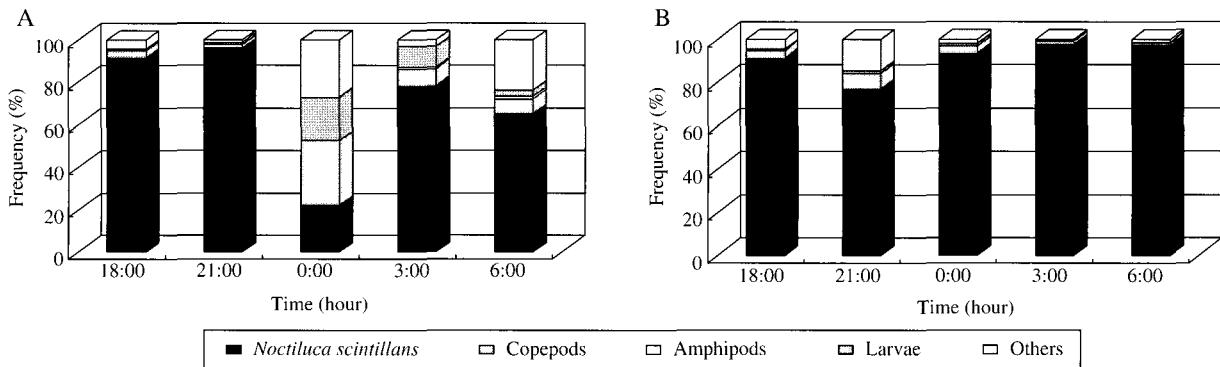 A
B
100
80
60
40
20
0
Frequency (%)
18:00 21:00 0:00 3:00 6:00
Time (hour)
100
80
60
40
20
0
Frequency (%)
18:00 21:00 0:00 3:00 6:00
Time (hour)
Noctiluca scintillans Copepods Amphipods Larvae Others